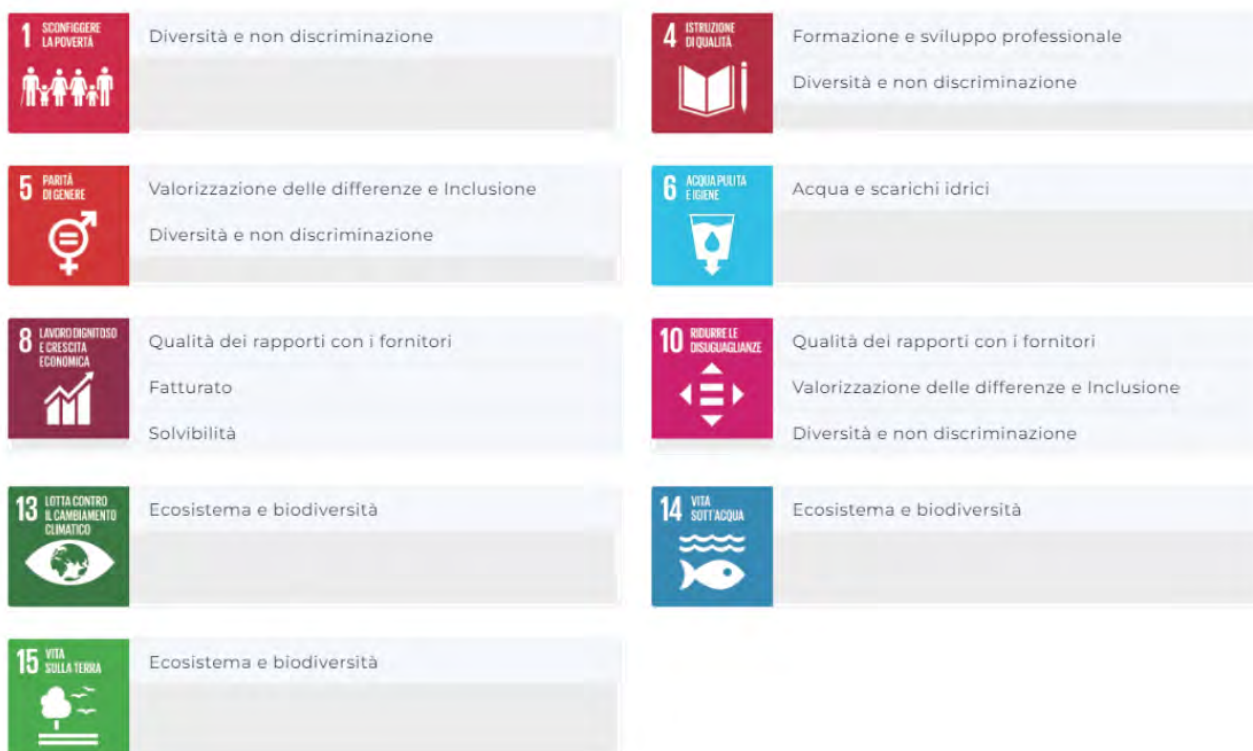 1 SCONFIGGERE
LA POVERTÀ
Diversità e non discriminazione
4 ISTRUZIONE
DI QUALITÀ
Formazione e sviluppo professionale
Diversità e non discriminazione
5 PARITÀ
DI GENERE
Valorizzazione delle differenze e Inclusione
Diversità e non discriminazione
6 ACQUA PULITA
E IGIENE
Acqua e scarichi idrici
8 LAVORO DIGNITOSO
E CRESCITA
ECONOMICA
Qualità dei rapporti con i fornitori
Fatturato
Solvibilità
10 RIDURRE LE
DISUGUAGLIANZE
Qualità dei rapporti con i fornitori
Valorizzazione delle differenze e Inclusione
Diversità e non discriminazione
13 LOTTA CONTRO
IL CAMBIAMENTO
CLIMATICO
Ecosistema e biodiversità
14 VITA
SOTT'ACQUA
Ecosistema e biodiversità
15 VITA
SULLA TERRA
Ecosistema e biodiversità